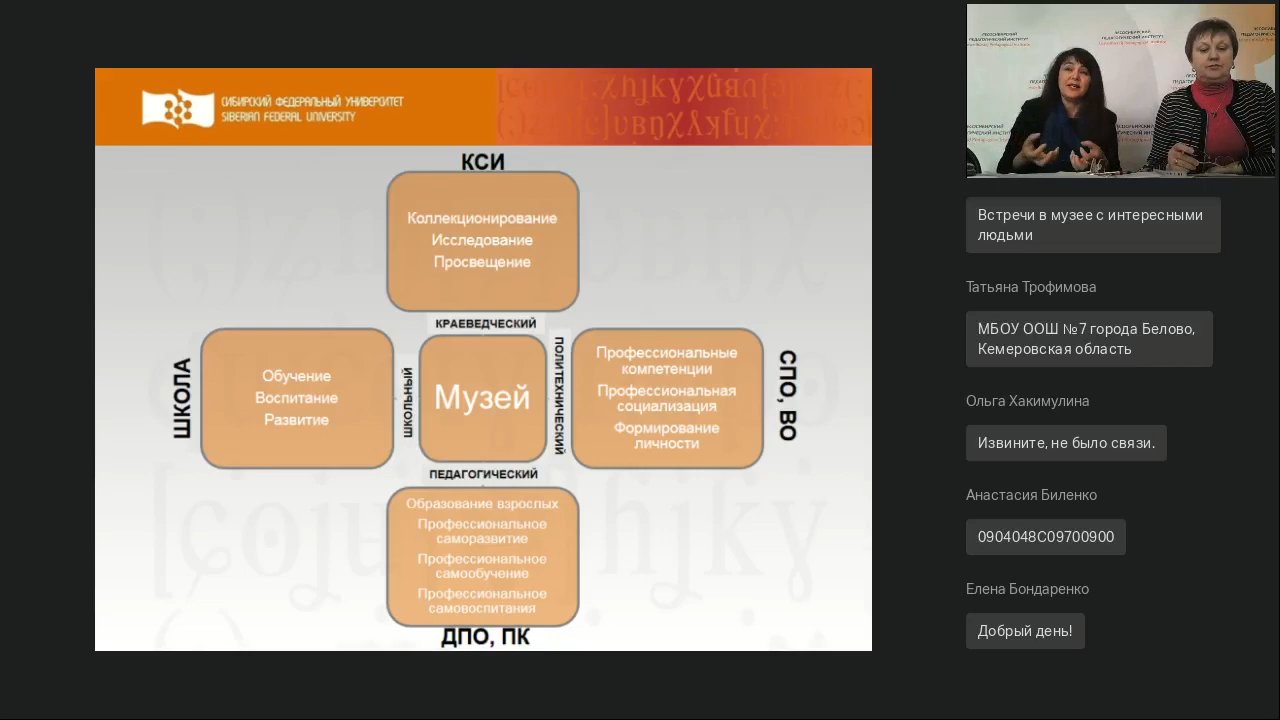 СИБИРСКИЙ ФЕДЕРАЛЬНЫЙ УНИВЕРСИТЕТ
SIBERIAN FEDERAL UNIVERSITY
КСИ
Коллекционирование
Исследование
Просвещение
КРАЕВЕДЧЕСКИЙ
ШКОЛА
Обучение
Воспитание
Развитие
ШКОЛЬНЫЙ
Музей
ПОЛИТЕХНИЧЕСКИЙ
Профессиональные
компетенции
Профессиональная
социализация
Формирование
личности
СПО, ВО
ПЕДАГОГИЧЕСКИЙ
Образование взрослых
Профессиональное
саморазвитие
Профессиональное
самообучение
Профессиональное
самовоспитания
ДПО, ПК
Встречи в музее с интересными
людьми
Татьяна Трофимова
МБОУ ООШ №7 города Белово,
Кемеровская область
Ольга Хакимулина
Извините, не было связи.
Анастасия Биленко
0904048С09700900
Елена Бондаренко
Добрый день!